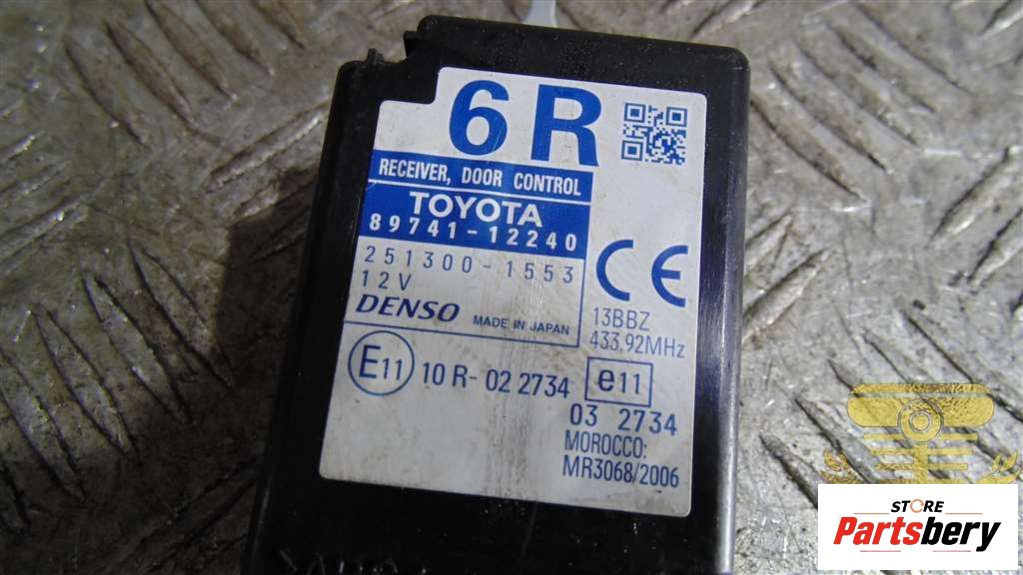 6R
RECEIVER, DOOR CONTROL
TOYOTA
89741-12240
251300-1553
12V
DENSO MADE IN JAPAN
CE
13BBZ
433.92MHz
E11 10 R-02 2734
e11
03 2734
MOROCCO:
MR3068/2006
STORE
Partsbery